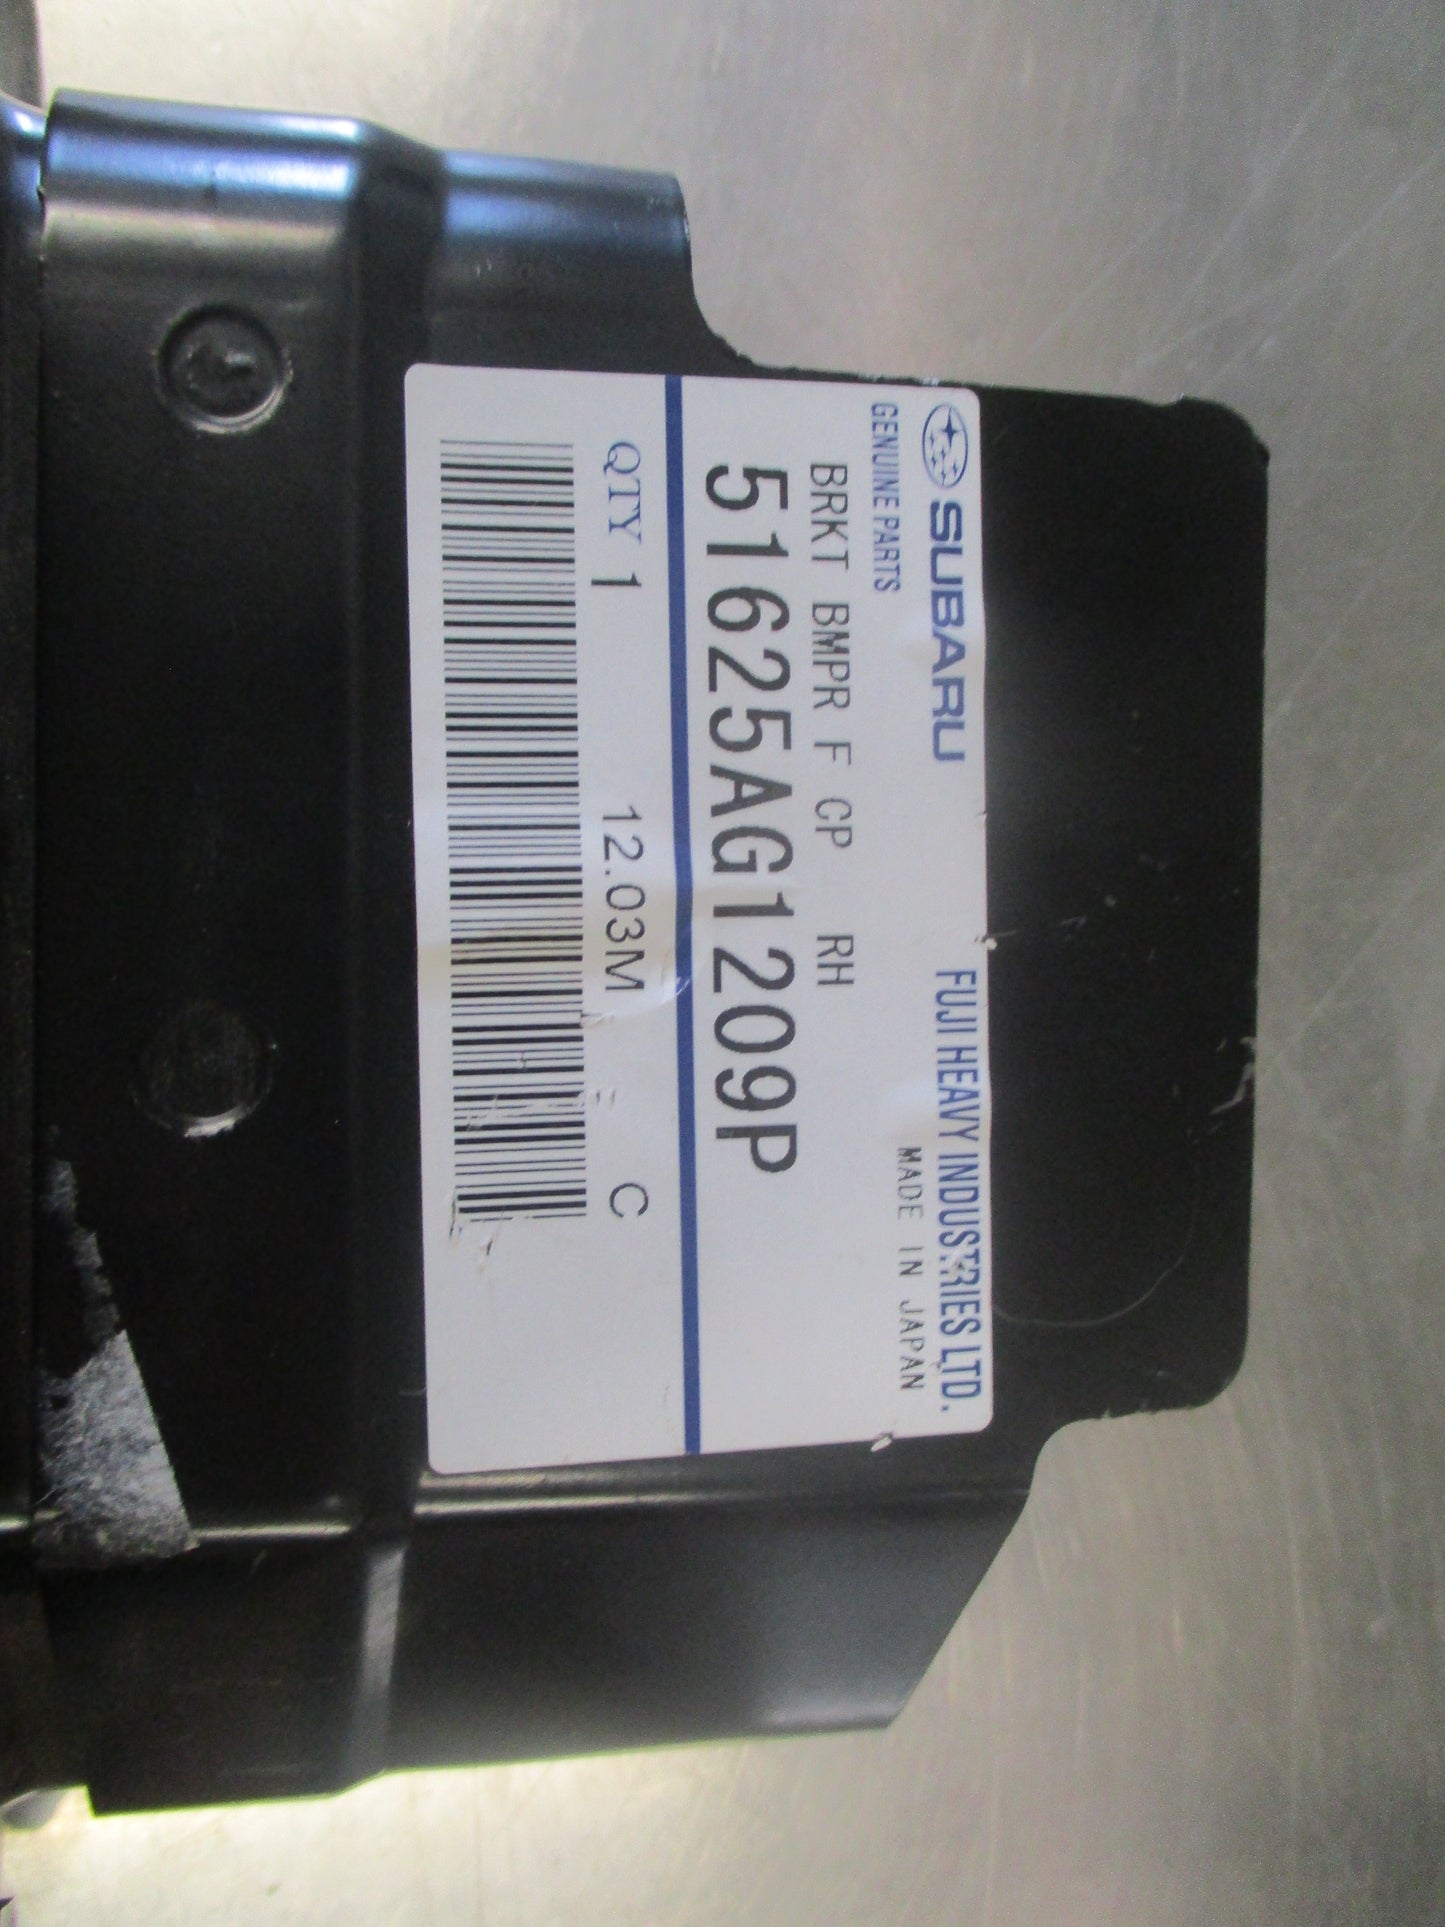 SUBARU
FUJI HEAVY INDUSTRIES LTD.
GENUINE PARTS
MADE IN JAPAN
BRKT BMPR F CP RH
51625AG1209P
QTY 1 12.03M C